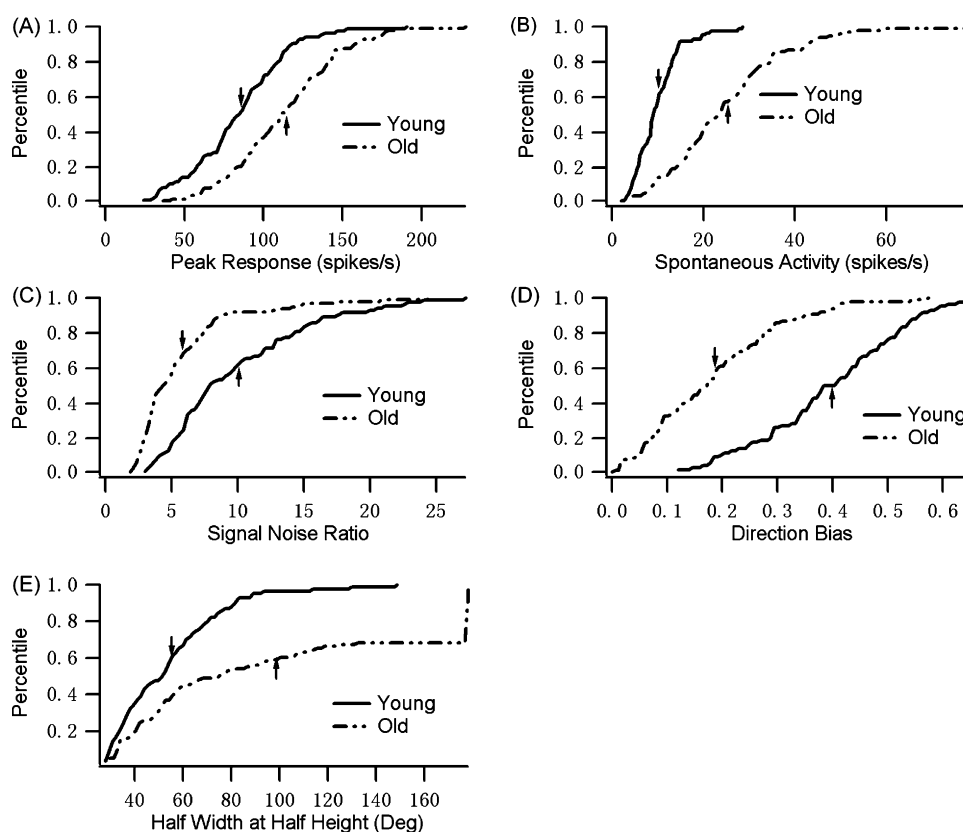 (A)
Percentile
1. 0
0. 8
0. 6
0. 4
0. 2
0. 0
Young
Old
0 50 100 150 200
Peak Response (spikes/s)
(B)
Percentile
1. 0
0. 8
0. 6
0. 4
0. 2
0. 0
Young
Old
0 20 40 60
Spontaneous Activity (spikes/s)
(C)
Percentile
1. 0
0. 8
0. 6
0. 4
0. 2
0. 0
Young
Old
0 5 10 15 20 25
Signal Noise Ratio
(D)
Percentile
1. 0
0. 8
0. 6
0. 4
0. 2
0. 0
Young
Old
0. 0 0. 1 0. 2 0. 3 0. 4 0. 5 0. 6
Direction Bias
(E)
Percentile
1. 0
0. 8
0. 6
0. 4
0. 2
Young
Old
40 60 80 100 120 140 160
Half Width at Half Height (Deg)